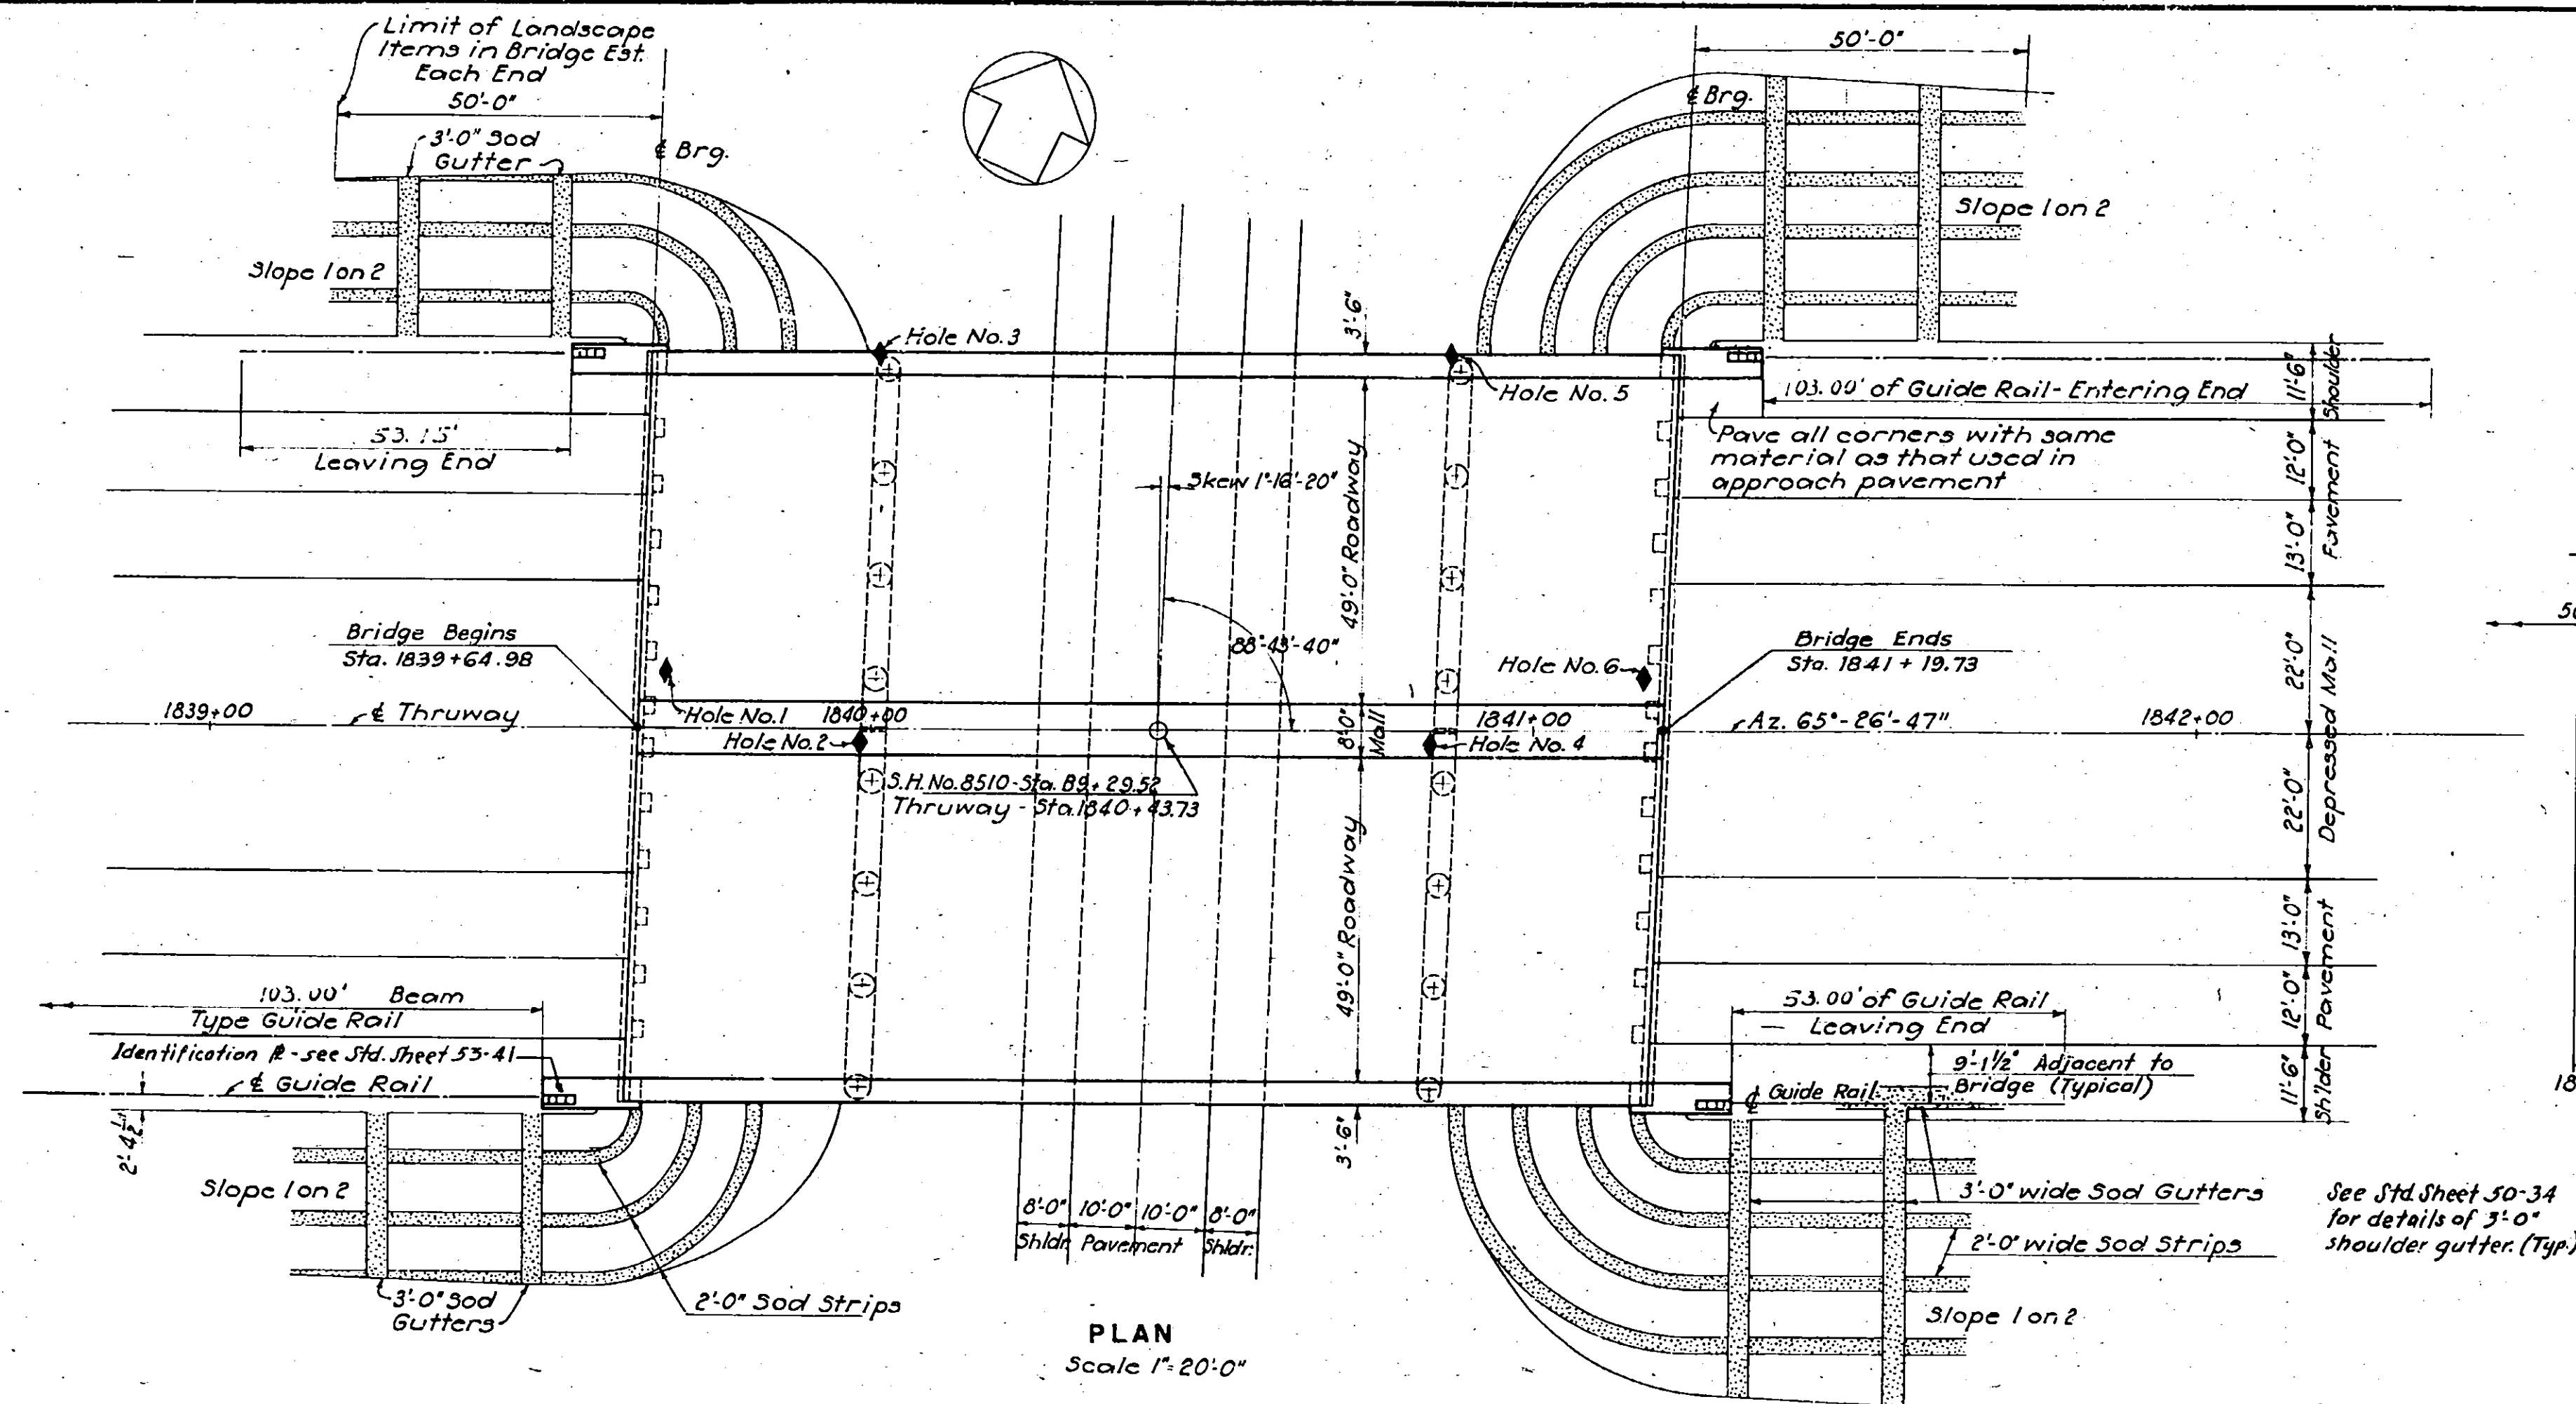 Limit of Landscape
Items in Bridge Est.
Each End
50'-0"
3'-0" Sod
Gutter
℄ Brg.
50'-0"
℄ Brg.
Slope 1 on 2
Slope 1 on 2
Hole No. 3
3'-6"
Hole No. 5
103.00' of Guide Rail - Entering End
11'-6"
Shoulder
53.15'
Leaving End
Pave all corners with same
material as that used in
approach pavement
12'-0"
13'-0"
Pavement
Skew 1°-16'-20"
49'-0" Roadway
88°-43'-40"
Bridge Begins
Sta. 1839+64.98
Hole No. 6
Bridge Ends
Sta. 1841 + 19.73
22'-0"
22'-0"
Depressed Mall
1839+00
℄ Thruway
Hole No. 1
1840+00
Hole No. 2
8'-0"
Mall
1841+00
Hole No. 4
Az. 65°-26'-47"
1842+00
S.H. No. 8510 - Sta. 89 + 29.52
Thruway - Sta. 1840 + 43.73
49'-0" Roadway
13'-0"
12'-0"
Pavement
103.00' Beam
Type Guide Rail
Identification ℙ - see Std. Sheet 53-41
℄ Guide Rail
53.00' of Guide Rail
Leaving End
9'-1½" Adjacent to
Bridge (Typical)
℄ Guide Rail
11'-6"
Shlder
18
2'-4½"
3'-6"
Slope 1 on 2
8'-0" 10'-0" 10'-0" 8'-0"
Shldr. Pavement Shldr.
3'-0" wide Sod Gutters
2'-0" wide Sod Strips
See Std. Sheet 50-34
for details of 3'-0"
shoulder gutter. (Typ.)
3'-0" Sod
Gutters
2'-0" Sod Strips
Slope 1 on 2
PLAN
Scale 1" = 20'-0"